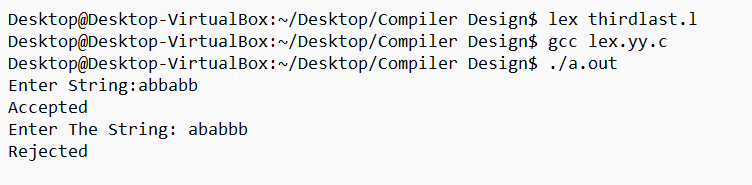 Desktop@Desktop-VirtualBox:~/Desktop/Compiler Design$ lex thirdlast.l
Desktop@Desktop-VirtualBox:~/Desktop/Compiler Design$ gcc lex.yy.c
Desktop@Desktop-VirtualBox:~/Desktop/Compiler Design$ ./a.out
Enter String:abbabb
Accepted
Enter The String: ababbb
Rejected